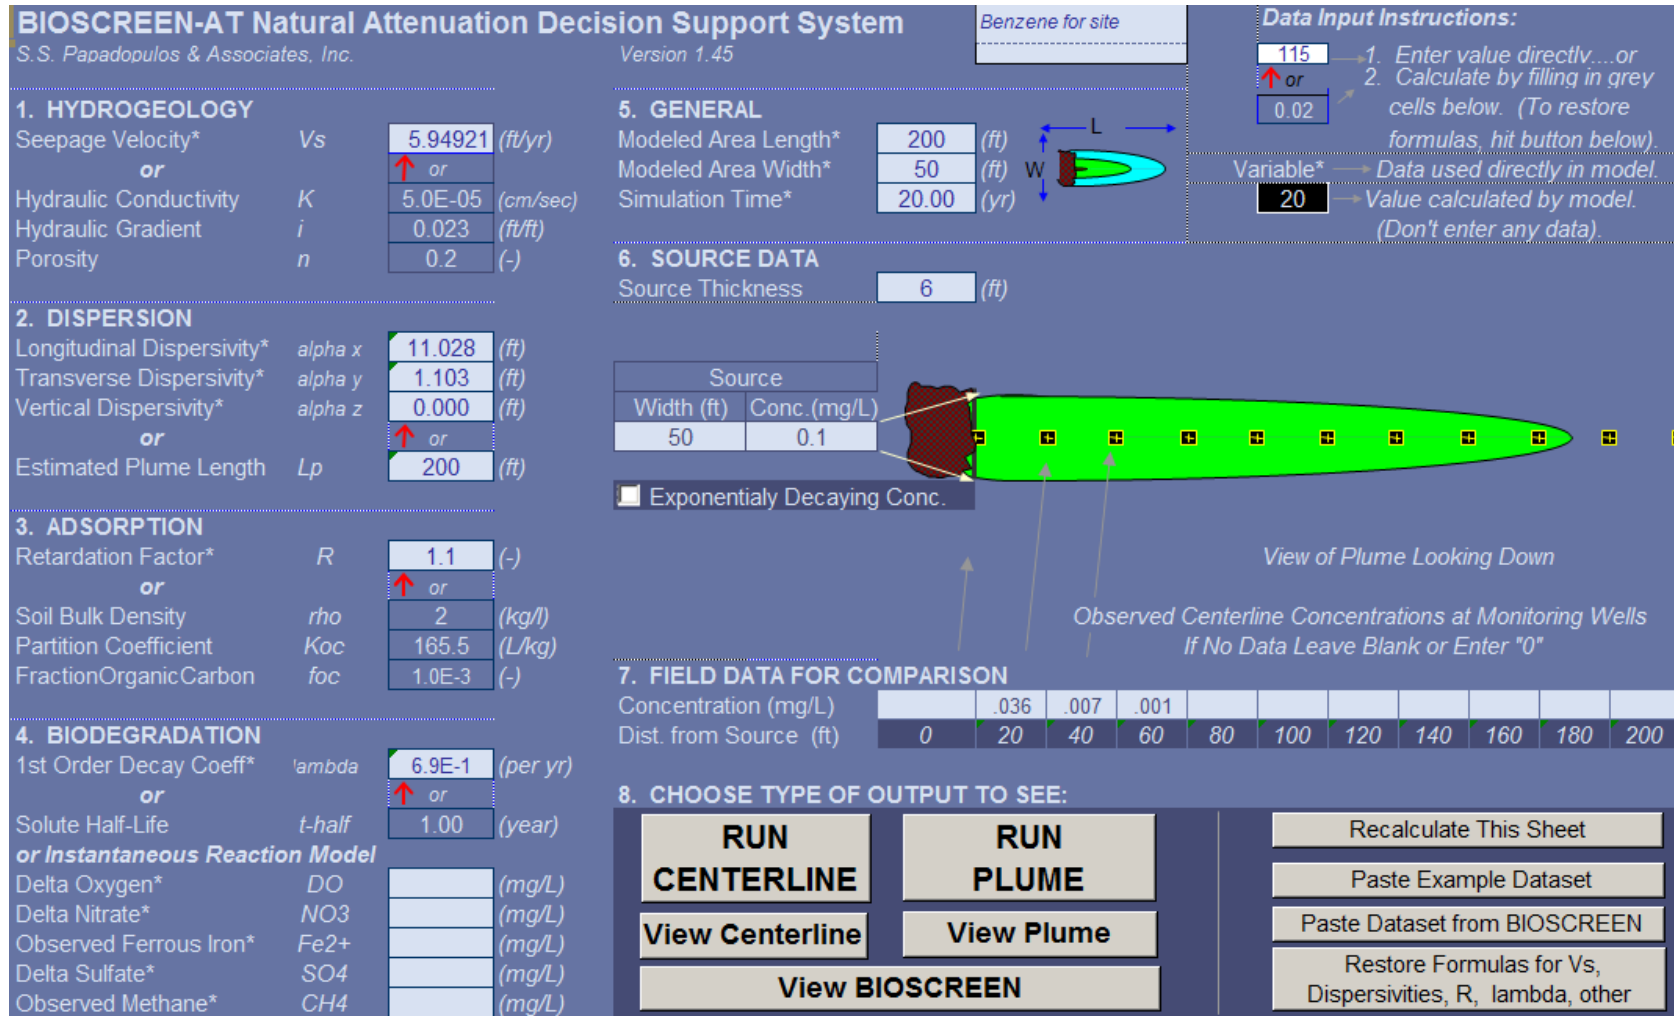 BIOSCREEN-AT Natural Attenuation Decision Support System
S.S. Papadopulos & Associates, Inc.
Version 1.45
Benzene for site
Data Input Instructions:
115
1. Enter value directly....or
or
2. Calculate by filling in grey
0.02
cells below. (To restore
formulas, hit button below).
Variable*
Data used directly in model.
20
Value calculated by model.
(Don't enter any data).
1. HYDROGEOLOGY
Seepage Velocity* Vs 5.94921 (ft/yr)
or or
Hydraulic Conductivity K 5.0E-05 (cm/sec)
Hydraulic Gradient i 0.023 (ft/ft)
Porosity n 0.2 (-)
2. DISPERSION
Longitudinal Dispersivity* alpha x 11.028 (ft)
Transverse Dispersivity* alpha y 1.103 (ft)
Vertical Dispersivity* alpha z 0.000 (ft)
or or
Estimated Plume Length Lp 200 (ft)
3. ADSORPTION
Retardation Factor* R 1.1 (-)
or or
Soil Bulk Density rho 2 (kg/l)
Partition Coefficient Koc 165.5 (L/kg)
FractionOrganicCarbon foc 1.0E-3 (-)
4. BIODEGRADATION
1st Order Decay Coeff* lambda 6.9E-1 (per yr)
or or
Solute Half-Life t-half 1.00 (year)
or Instantaneous Reaction Model
Delta Oxygen* DO (mg/L)
Delta Nitrate* NO3 (mg/L)
Observed Ferrous Iron* Fe2+ (mg/L)
Delta Sulfate* SO4 (mg/L)
Observed Methane* CH4 (mg/L)
5. GENERAL
Modeled Area Length* 200 (ft)
Modeled Area Width* 50 (ft)
Simulation Time* 20.00 (yr)
L
W
6. SOURCE DATA
Source Thickness 6 (ft)
Source
Width (ft) Conc.(mg/L)
50 0.1
Exponentialy Decaying Conc.
View of Plume Looking Down
Observed Centerline Concentrations at Monitoring Wells
If No Data Leave Blank or Enter "0"
7. FIELD DATA FOR COMPARISON
Concentration (mg/L) .036 .007 .001
Dist. from Source (ft) 0 20 40 60 80 100 120 140 160 180 200
8. CHOOSE TYPE OF OUTPUT TO SEE:
RUN
CENTERLINE
RUN
PLUME
View Centerline
View Plume
View BIOSCREEN
Recalculate This Sheet
Paste Example Dataset
Paste Dataset from BIOSCREEN
Restore Formulas for Vs,
Dispersivities, R, lambda, other